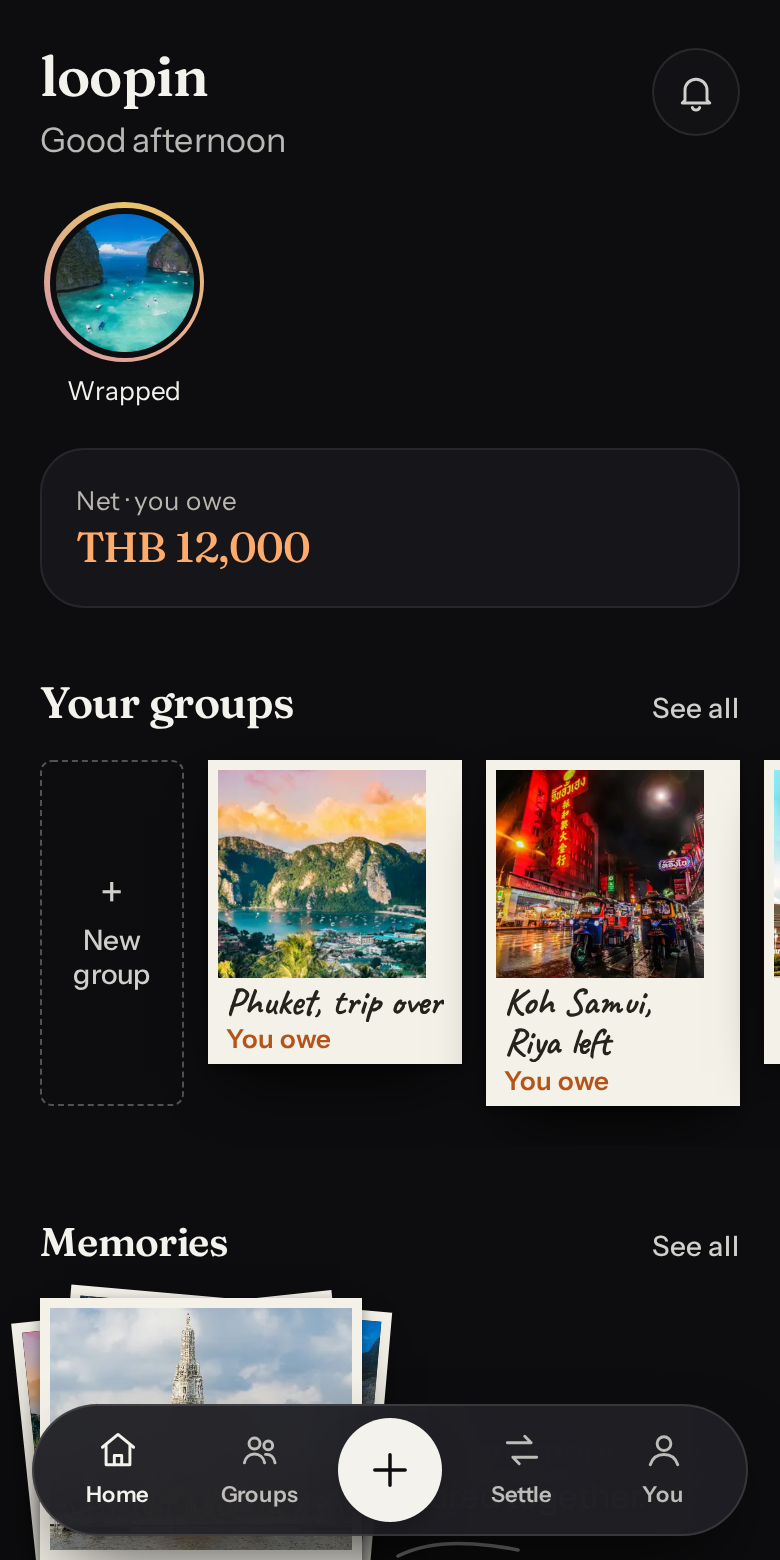 loopin
Good afternoon
Wrapped
Net · you owe
THB 12,000
Your groups
See all
+
New
group
Phuket, trip over
You owe
Koh Samui,
Riya left
You owe
Memories
See all
Home
Groups
+
Settle
You